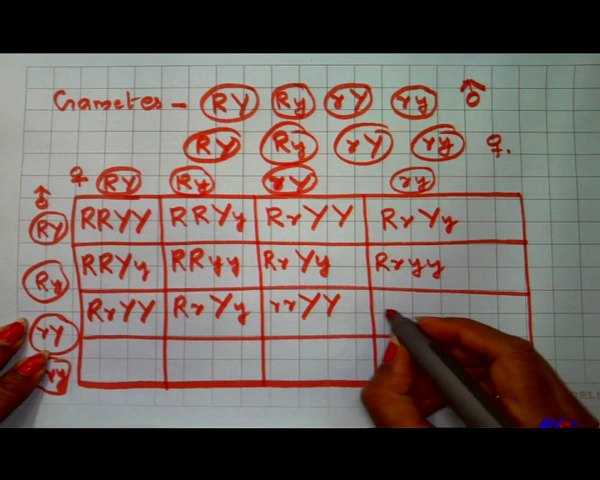 Gametes - RY Ry rY ry ♂
RY Ry rY ry ♀.
♀ RY Ry rY ry
♂
RY RRYY RRYy RrYY RrYy
Ry RRYy RRyy RrYy Rryy
rY RrYY RrYy rrYY
ry